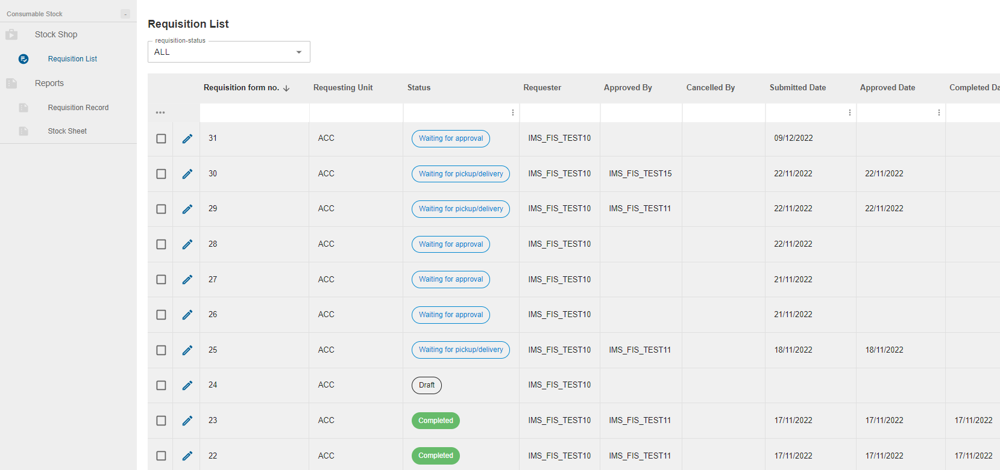 Consumable Stock -
Stock Shop
Requisition List
Reports
Requisition Record
Stock Sheet
Requisition List
requisition-status
ALL
Requisition form no. Requesting Unit Status Requester Approved By Cancelled By Submitted Date Approved Date Completed Da
31 ACC Waiting for approval IMS_FIS_TEST10 09/12/2022
30 ACC Waiting for pickup/delivery IMS_FIS_TEST10 IMS_FIS_TEST15 22/11/2022 22/11/2022
29 ACC Waiting for pickup/delivery IMS_FIS_TEST10 IMS_FIS_TEST11 22/11/2022 22/11/2022
28 ACC Waiting for approval IMS_FIS_TEST10 22/11/2022
27 ACC Waiting for approval IMS_FIS_TEST10 21/11/2022
26 ACC Waiting for approval IMS_FIS_TEST10 21/11/2022
25 ACC Waiting for pickup/delivery IMS_FIS_TEST10 IMS_FIS_TEST11 18/11/2022 18/11/2022
24 ACC Draft IMS_FIS_TEST10
23 ACC Completed IMS_FIS_TEST10 IMS_FIS_TEST11 17/11/2022 17/11/2022 17/11/2022
22 ACC Completed IMS_FIS_TEST10 IMS_FIS_TEST11 17/11/2022 17/11/2022 17/11/2022